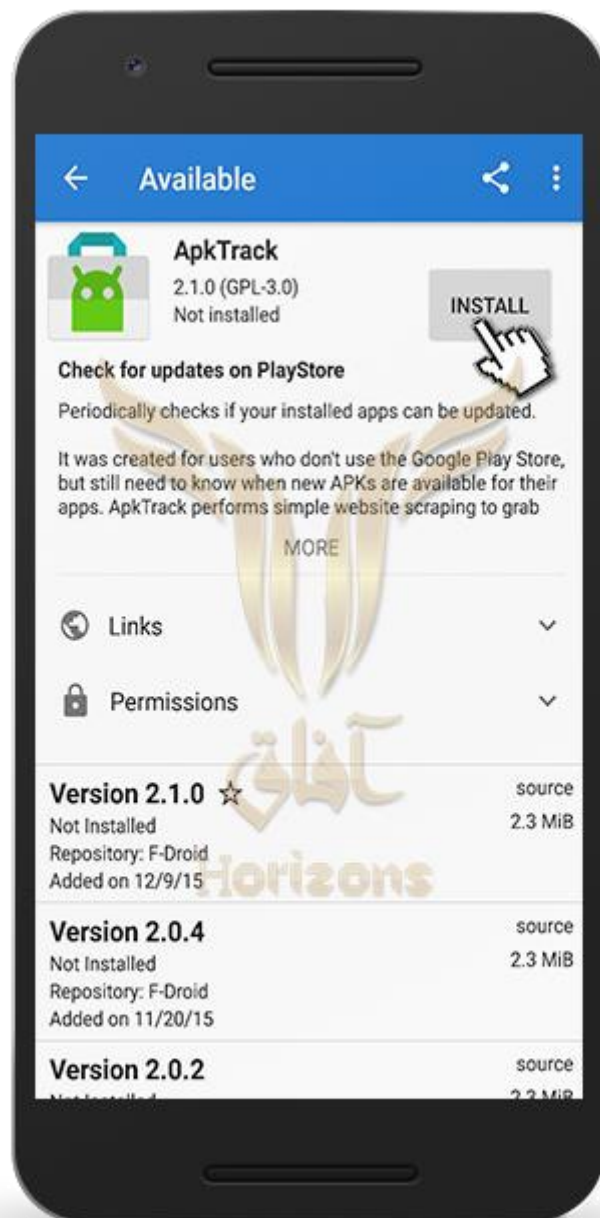 Available
ApkTrack
2.1.0 (GPL-3.0)
Not installed
INSTALL
Check for updates on PlayStore
Periodically checks if your installed apps can be updated.
It was created for users who don't use the Google Play Store,
but still need to know when new APKs are available for their
apps. ApkTrack performs simple website scraping to grab
MORE
Links
Permissions
آفاق
Horizons
Version 2.1.0
source
Not Installed
2.3 MiB
Repository: F-Droid
Added on 12/9/15
Version 2.0.4
source
Not Installed
2.3 MiB
Repository: F-Droid
Added on 11/20/15
Version 2.0.2
source